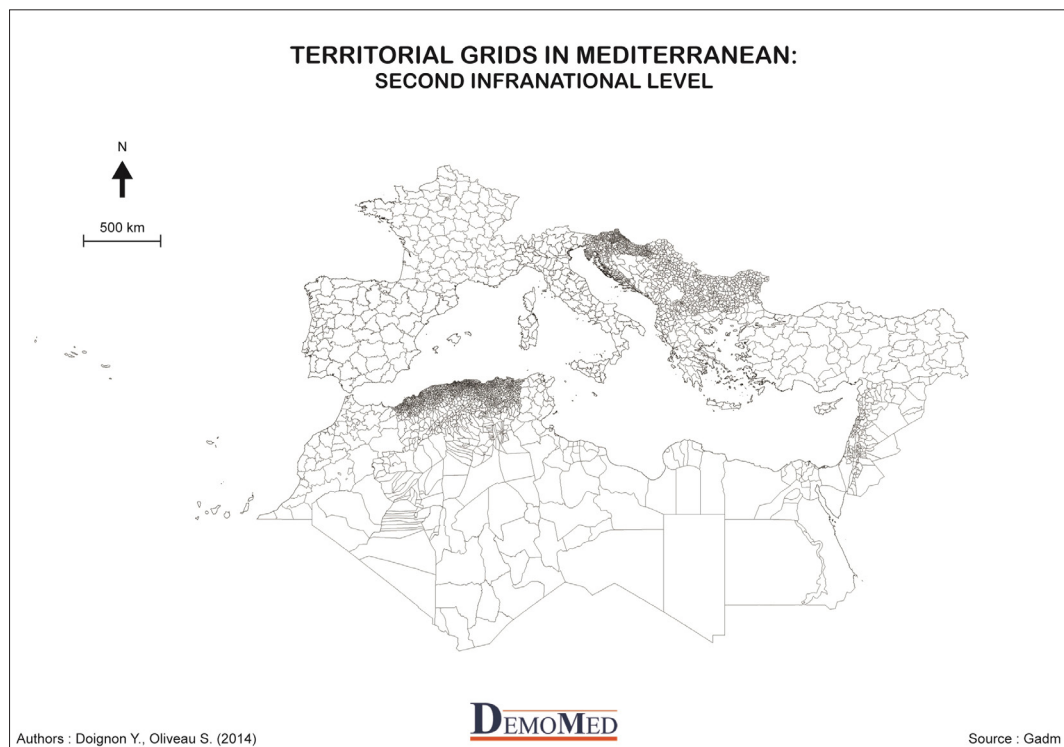 TERRITORIAL GRIDS IN MEDITERRANEAN:
SECOND INFRANATIONAL LEVEL
N
500 km
DEMOMED
Authors : Doignon Y., Oliveau S. (2014)
Source : Gadm